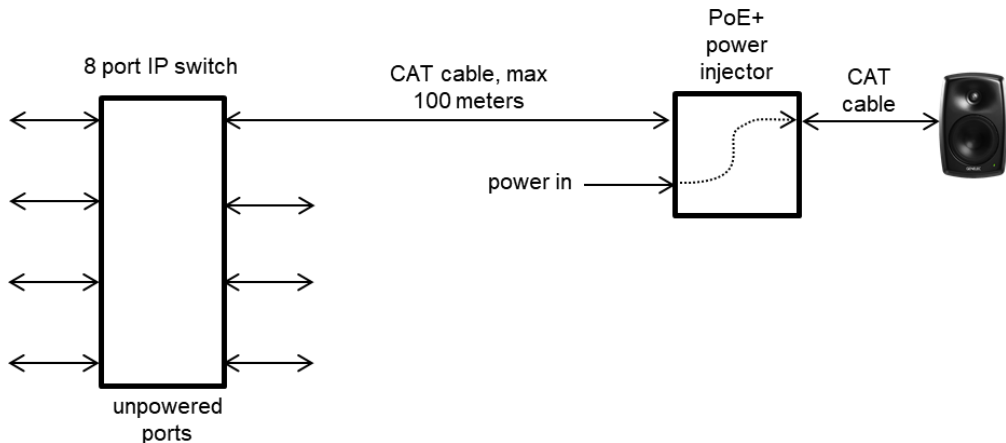 8 port IP switch
CAT cable, max
100 meters
PoE+
power
injector
CAT
cable
power in
unpowered
ports